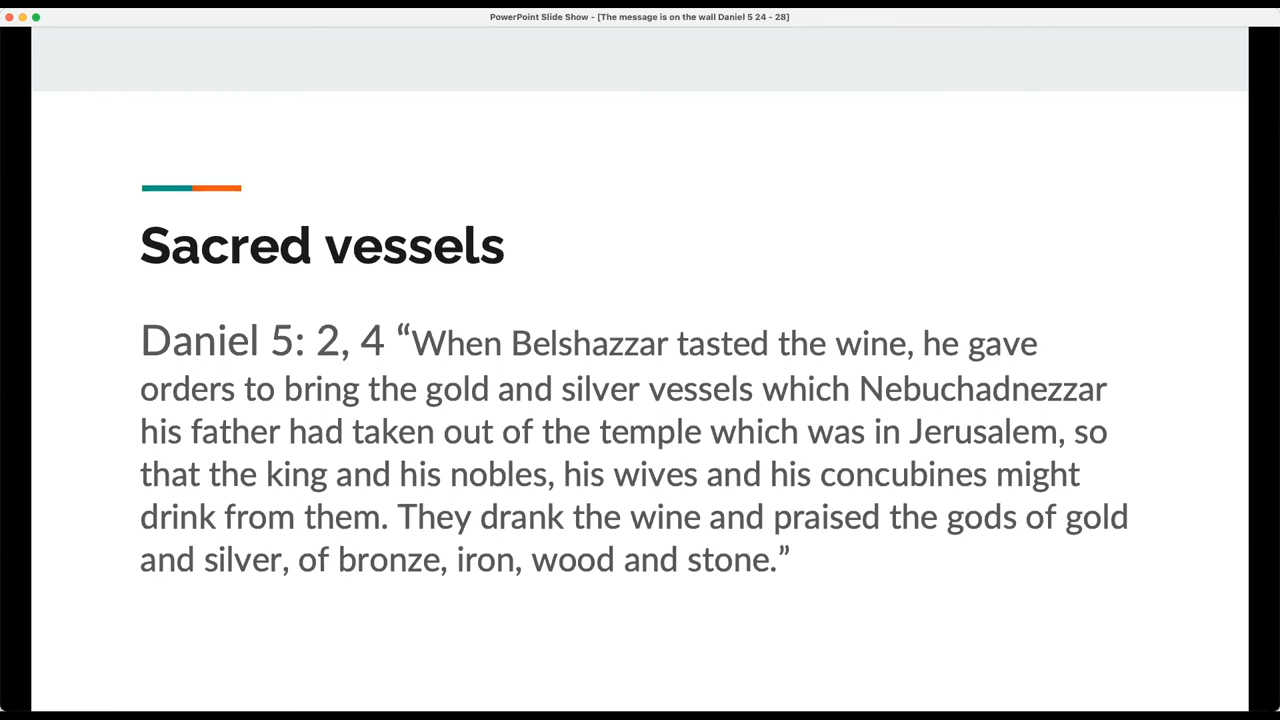 PowerPoint Slide Show - [The message is on the wall Daniel 5 24 - 28]
Sacred vessels
Daniel 5: 2, 4 “When Belshazzar tasted the wine, he gave
orders to bring the gold and silver vessels which Nebuchadnezzar
his father had taken out of the temple which was in Jerusalem, so
that the king and his nobles, his wives and his concubines might
drink from them. They drank the wine and praised the gods of gold
and silver, of bronze, iron, wood and stone.”